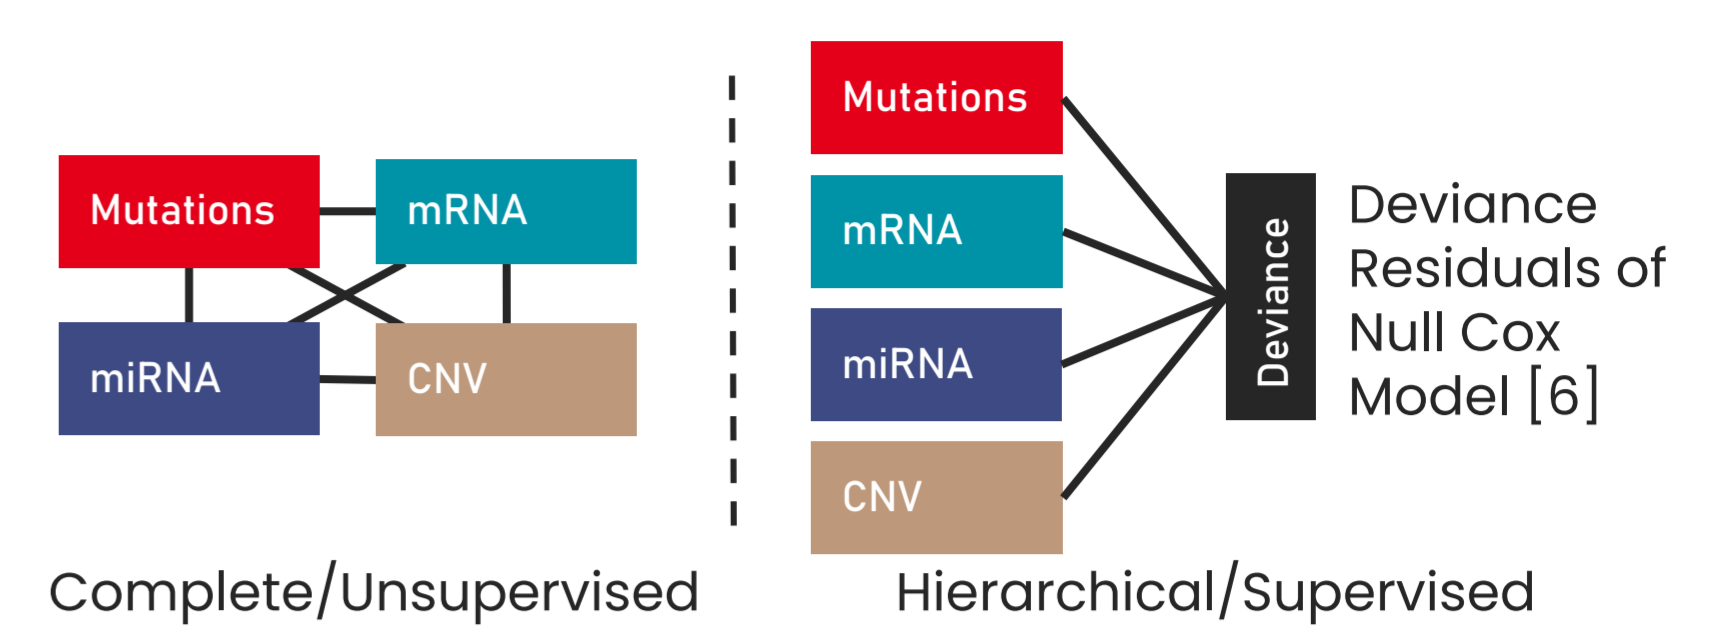 Mutations
mRNA
miRNA
CNV
Complete/Unsupervised
Mutations
mRNA
miRNA
CNV
Deviance
Deviance
Residuals of
Null Cox
Model [6]
Hierarchical/Supervised